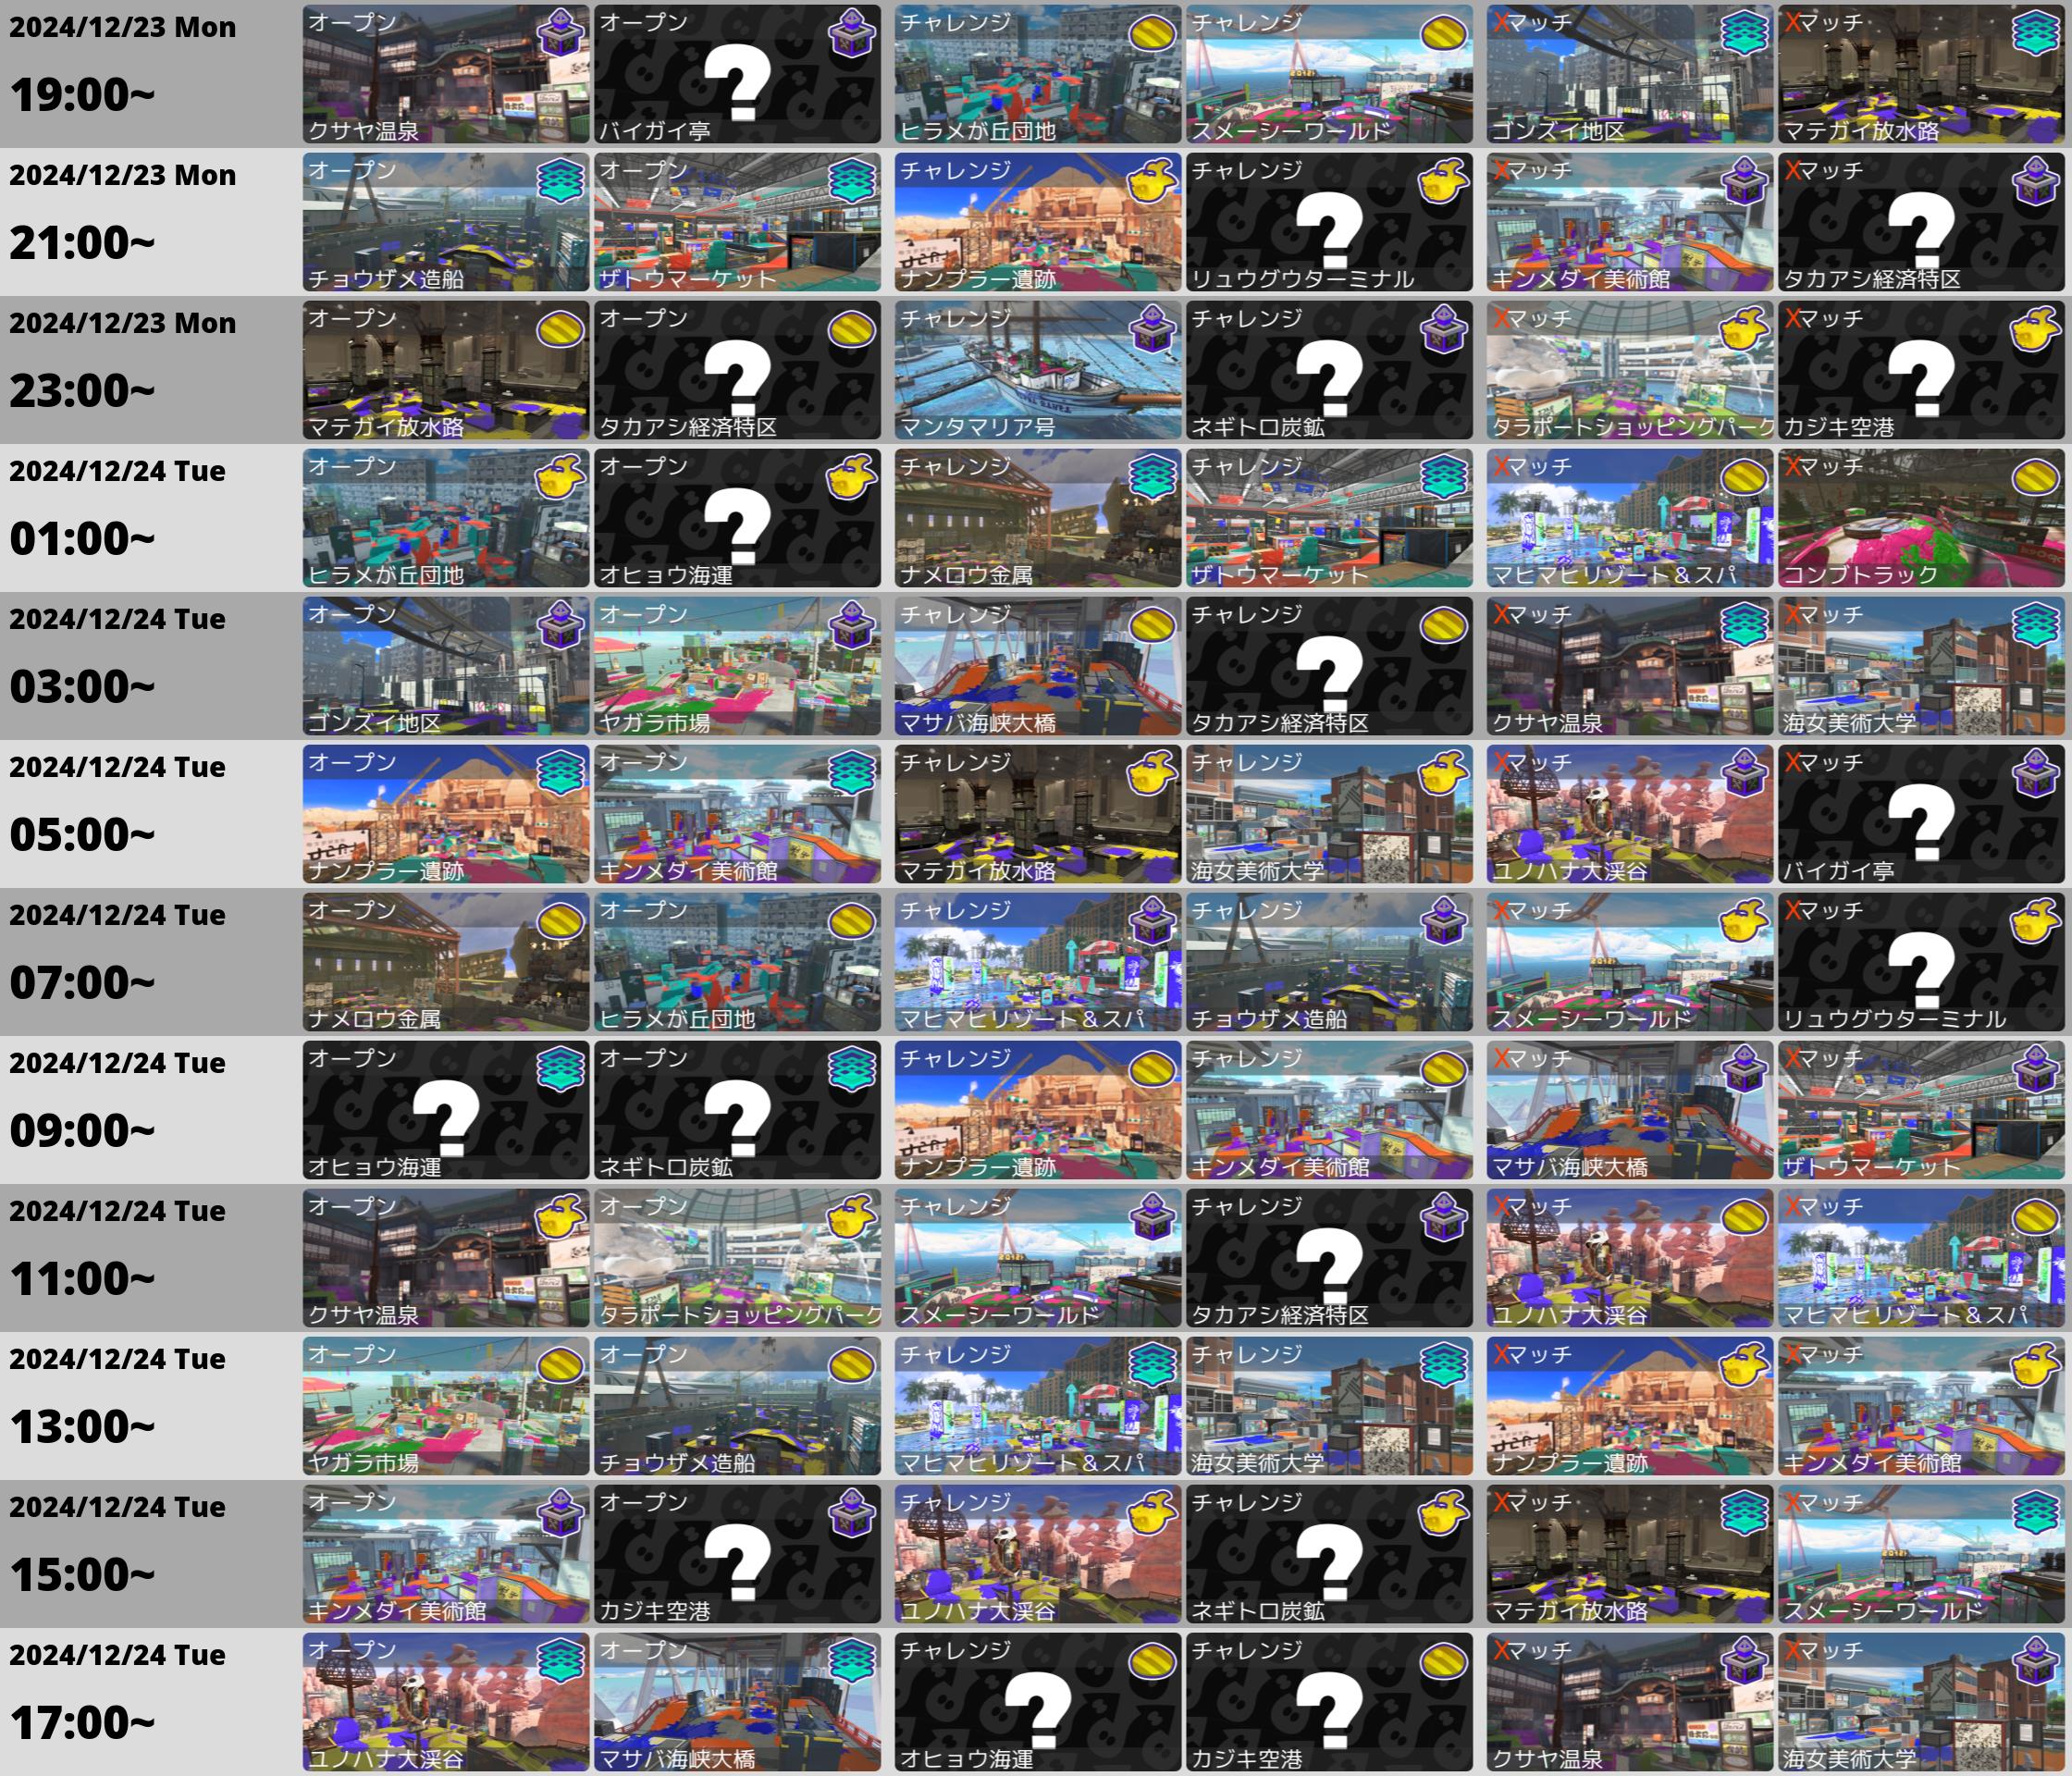 2024/12/23 Mon
19:00~
オープン
クサヤ温泉
オープン
バイガイ亭
チャレンジ
ヒラメが丘団地
チャレンジ
スメーシーワールド
Xマッチ
ゴンズイ地区
Xマッチ
マテガイ放水路
2024/12/23 Mon
21:00~
オープン
チョウザメ造船
オープン
ザトウマーケット
チャレンジ
ナンプラー遺跡
チャレンジ
リュウグウターミナル
Xマッチ
キンメダイ美術館
Xマッチ
タカアシ経済特区
2024/12/23 Mon
23:00~
オープン
マテガイ放水路
オープン
タカアシ経済特区
チャレンジ
マンタマリア号
チャレンジ
ネギトロ炭鉱
Xマッチ
タラポートショッピングパーク
Xマッチ
カジキ空港
2024/12/24 Tue
01:00~
オープン
ヒラメが丘団地
オープン
オヒョウ海運
チャレンジ
ナメロウ金属
チャレンジ
ザトウマーケット
Xマッチ
マヒマヒリゾート&スパ
Xマッチ
コンブトラック
2024/12/24 Tue
03:00~
オープン
ゴンズイ地区
オープン
ヤガラ市場
チャレンジ
マサバ海峡大橋
チャレンジ
タカアシ経済特区
Xマッチ
クサヤ温泉
Xマッチ
海女美術大学
2024/12/24 Tue
05:00~
オープン
ナンプラー遺跡
オープン
キンメダイ美術館
チャレンジ
マテガイ放水路
チャレンジ
海女美術大学
Xマッチ
ユノハナ大渓谷
Xマッチ
バイガイ亭
2024/12/24 Tue
07:00~
オープン
ナメロウ金属
オープン
ヒラメが丘団地
チャレンジ
マヒマヒリゾート&スパ
チャレンジ
チョウザメ造船
Xマッチ
スメーシーワールド
Xマッチ
リュウグウターミナル
2024/12/24 Tue
09:00~
オープン
オヒョウ海運
オープン
ネギトロ炭鉱
チャレンジ
ナンプラー遺跡
チャレンジ
キンメダイ美術館
Xマッチ
マサバ海峡大橋
Xマッチ
ザトウマーケット
2024/12/24 Tue
11:00~
オープン
クサヤ温泉
オープン
タラポートショッピングパーク
チャレンジ
スメーシーワールド
チャレンジ
タカアシ経済特区
Xマッチ
ユノハナ大渓谷
Xマッチ
マヒマヒリゾート&スパ
2024/12/24 Tue
13:00~
オープン
ヤガラ市場
オープン
チョウザメ造船
チャレンジ
マヒマヒリゾート&スパ
チャレンジ
海女美術大学
Xマッチ
ナンプラー遺跡
Xマッチ
キンメダイ美術館
2024/12/24 Tue
15:00~
オープン
キンメダイ美術館
オープン
カジキ空港
チャレンジ
ユノハナ大渓谷
チャレンジ
ネギトロ炭鉱
Xマッチ
マテガイ放水路
Xマッチ
スメーシーワールド
2024/12/24 Tue
17:00~
オープン
ユノハナ大渓谷
オープン
マサバ海峡大橋
チャレンジ
オヒョウ海運
チャレンジ
カジキ空港
Xマッチ
クサヤ温泉
Xマッチ
海女美術大学